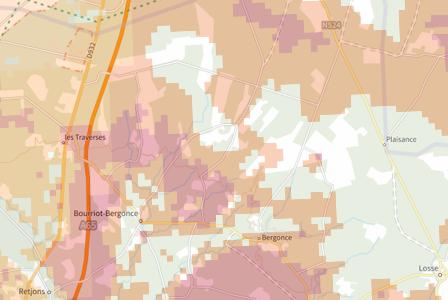 N524
D932
les Traverses
Plaisance
Bourriot-Bergonce
A65
Bergonce
Losse
Retjons